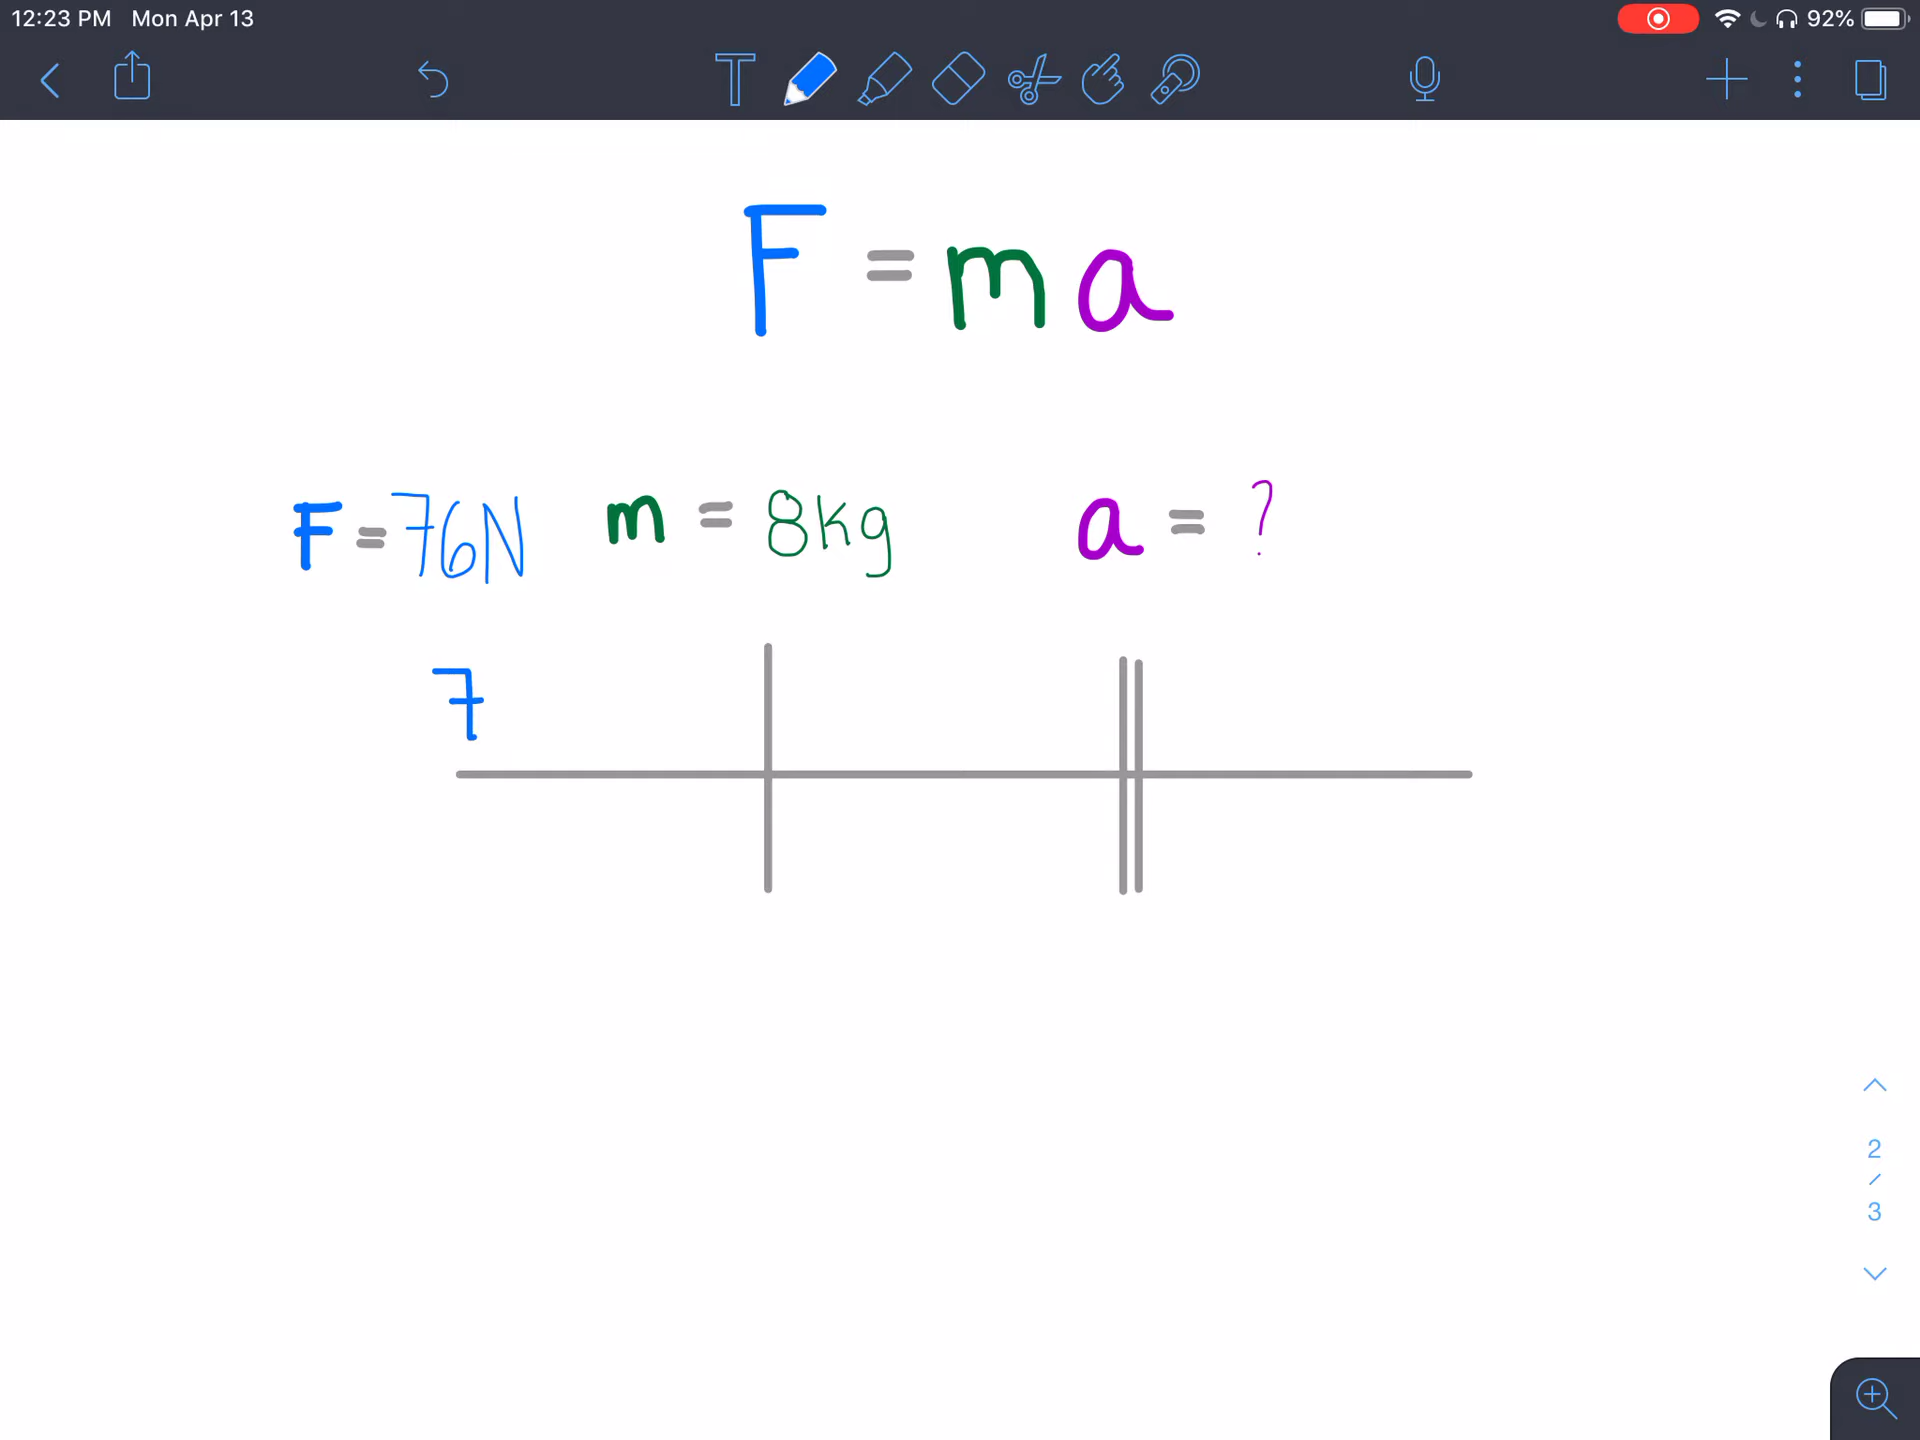 12:23 PM Mon Apr 13 92%
T
F = ma
F = 76N m = 8kg a = ?
7
2
/
3